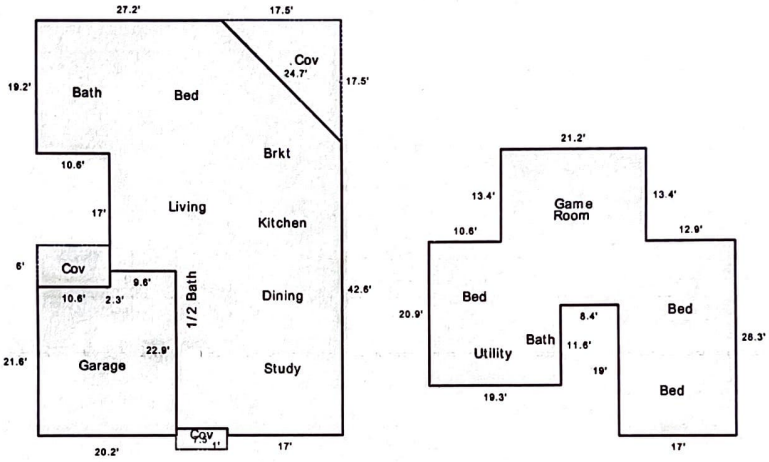 27.2' 17.5'
Cov
24.7'
17.5'
19.2'
Bath
Bed
Brkt
10.6'
17'
Living
Kitchen
6'
Cov
9.6'
10.6' 2.3'
1/2 Bath
Dining
42.6'
21.6'
Garage
22.9'
Study
Cov
7.5' 1'
20.2'
17'
21.2'
13.4'
Game
Room
13.4'
10.6'
12.9'
20.9'
Bed
8.4'
Bed
Bath
11.6'
Utility
19'
28.3'
19.3'
Bed
17'